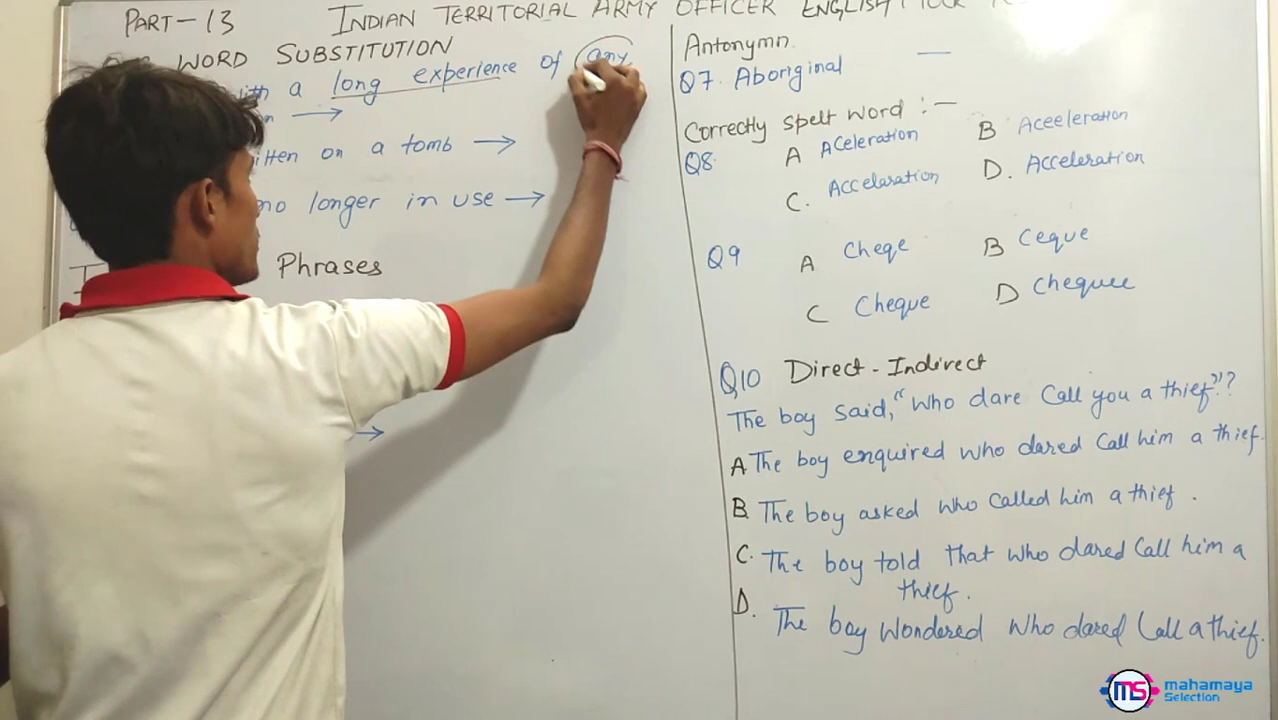 PART-13 INDIAN TERRITORIAL ARMY OFFICER ENGLISH MOCK
WORD SUBSTITUTION
with a long experience of any
→
itten on a tomb →
no longer in use →
Phrases
→
Antonymn.
Q7. Aboriginal —
Correctly spelt word :-
Q8. A Aceleration B Aceeleration
C. Accelaration D. Acceleration
Q9 A Cheqe B Ceque
C Cheque D Chequee
Q10 Direct-Indirect
The boy said, "Who dare Call you a thief"?
A The boy enquired who dared Call him a thief.
B. The boy asked who Called him a thief.
C. The boy told that who dared Call him a
thief.
D. The boy Wondered who dared Call a thief.
MS mahamaya
Selection